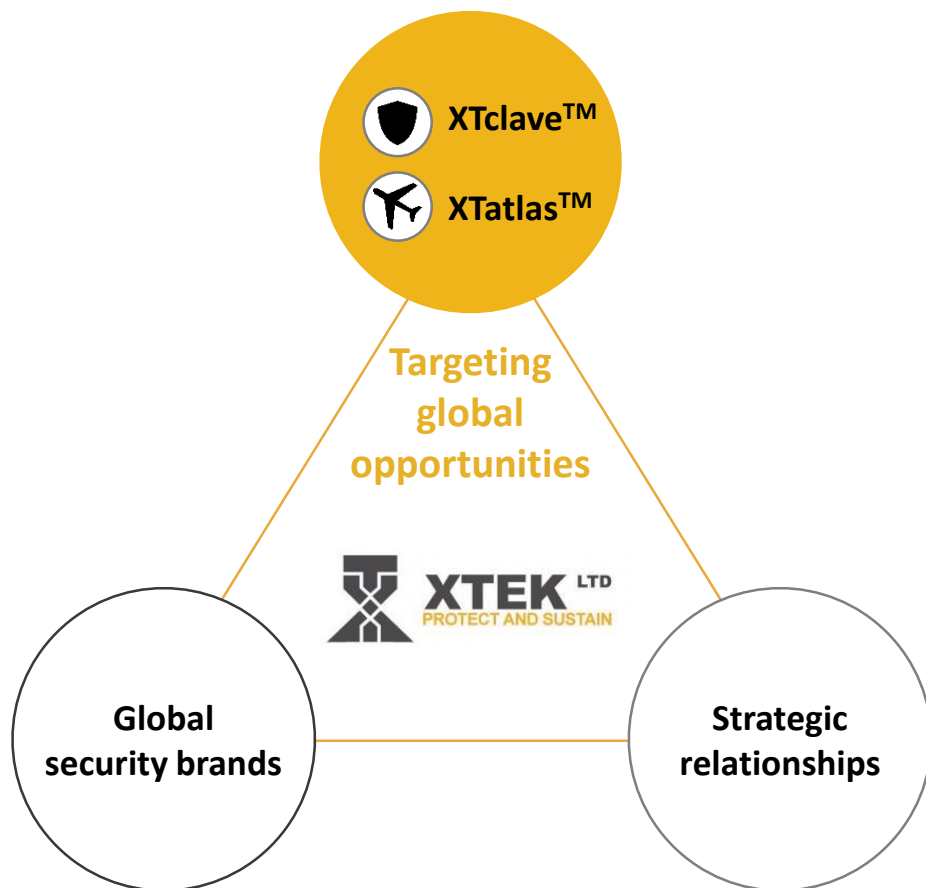 XTclave™
XTatlas™
Targeting
global
opportunities
XTEK LTD
PROTECT AND SUSTAIN
Global
security brands
Strategic
relationships